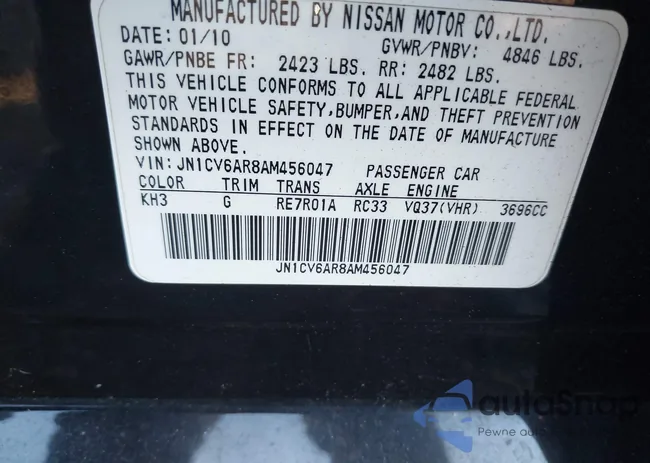 MANUFACTURED BY NISSAN MOTOR CO.,LTD.
DATE: 01/10 GVWR/PNBV: 4846 LBS.
GAWR/PNBE FR: 2423 LBS. RR: 2482 LBS.
THIS VEHICLE CONFORMS TO ALL APPLICABLE FEDERAL
MOTOR VEHICLE SAFETY,BUMPER,AND THEFT PREVENTION
STANDARDS IN EFFECT ON THE DATE OF MANUFACTURE
SHOWN ABOVE.
VIN: JN1CV6AR8AM456047 PASSENGER CAR
COLOR TRIM TRANS AXLE ENGINE
KH3 G RE7R01A RC33 VQ37(VHR) 3696CC
JN1CV6AR8AM456047
aulaSnap
Pewne auto